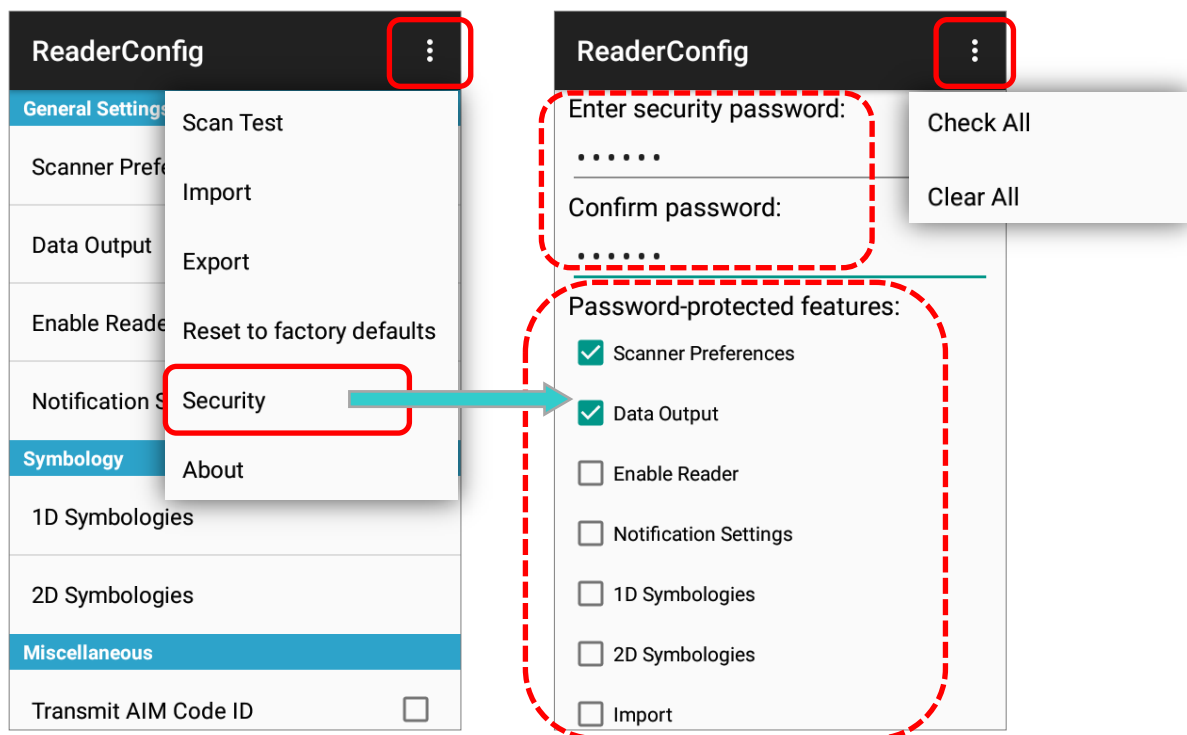 ReaderConfig
General Settings
Scanner Prefe
Data Output
Enable Reade
Notification S
Symbology
1D Symbologies
2D Symbologies
Miscellaneous
Transmit AIM Code ID
Scan Test
Import
Export
Reset to factory defaults
Security
About
ReaderConfig
Enter security password:
••••••
Confirm password:
••••••
Password-protected features:
Scanner Preferences
Data Output
Enable Reader
Notification Settings
1D Symbologies
2D Symbologies
Import
Check All
Clear All